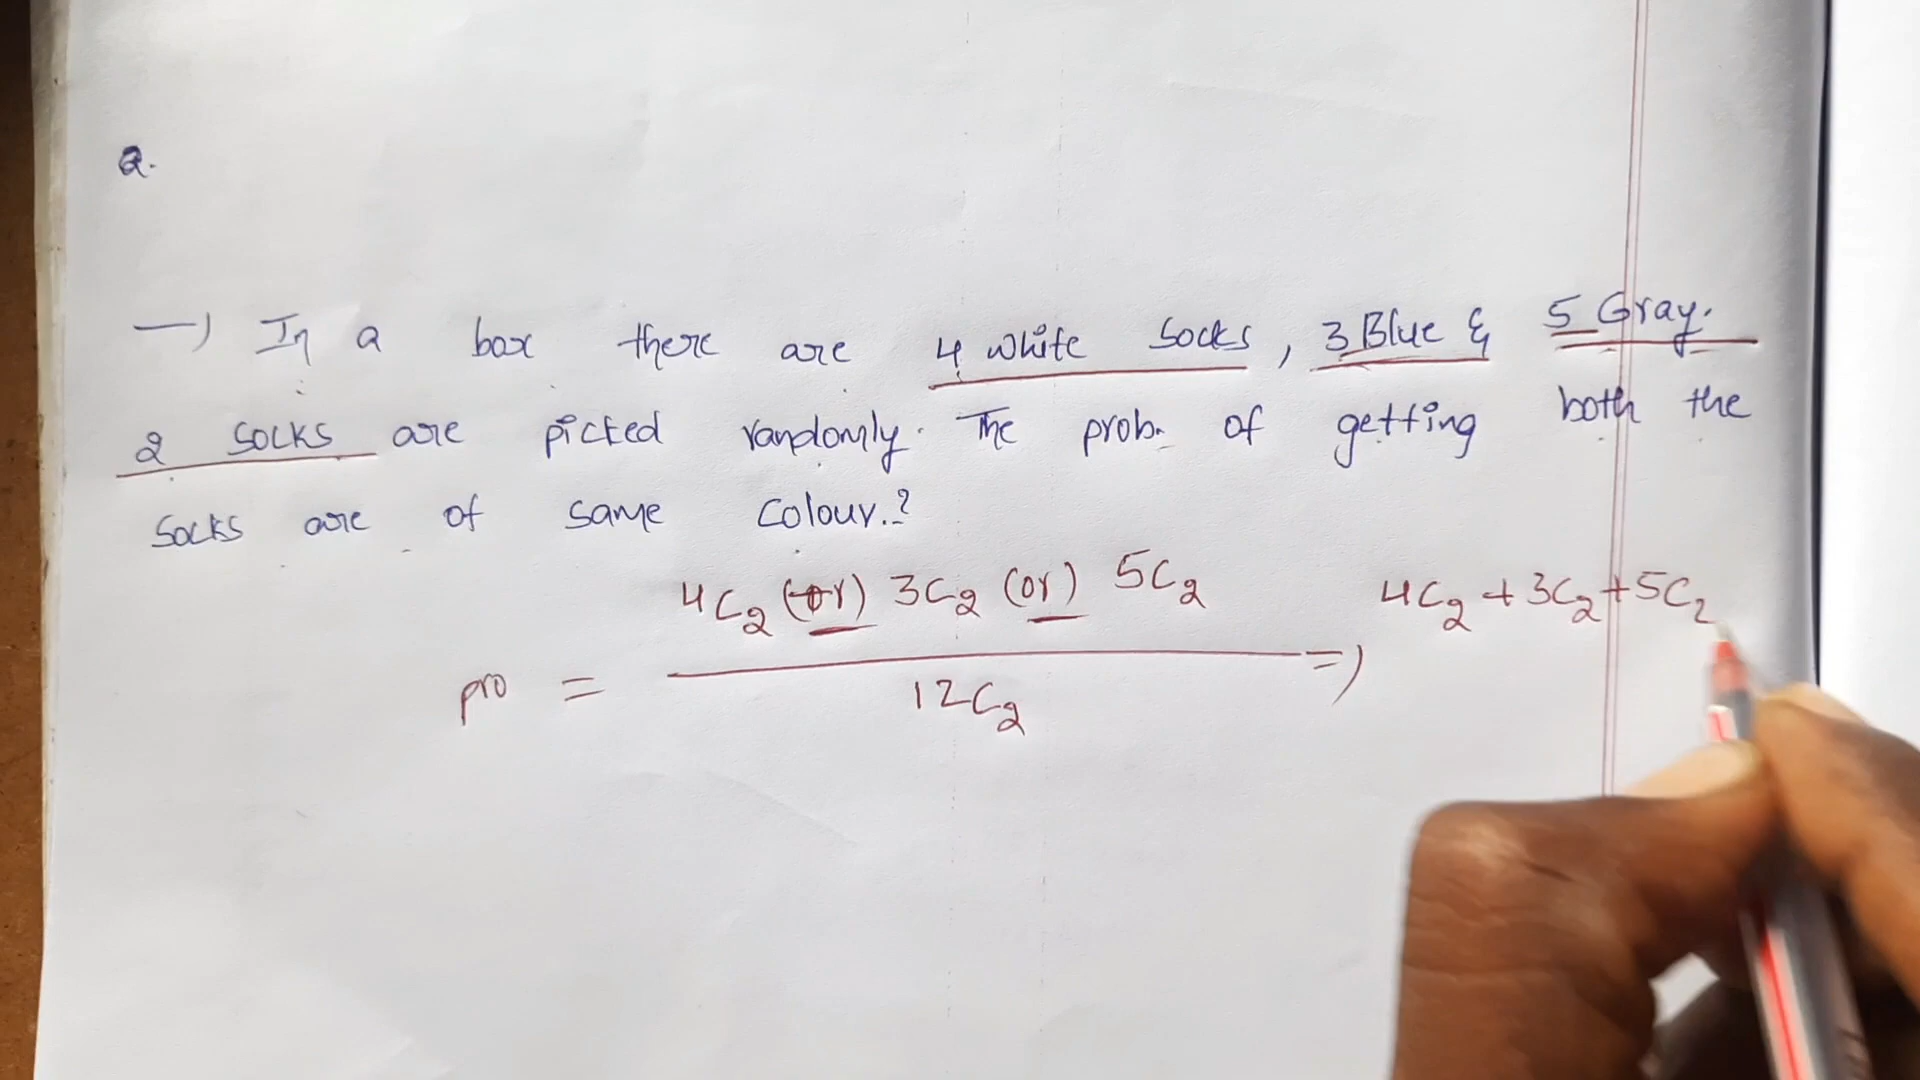 Q.
—) In a box there are 4 white socks, 3 Blue & 5 Gray.
2 socks are picked randomly. The prob. of getting both the
socks are of same colour.?
4C2 (or) 3C2 (or) 5C2
4C2 + 3C2 + 5C2
pro = =)
12C2